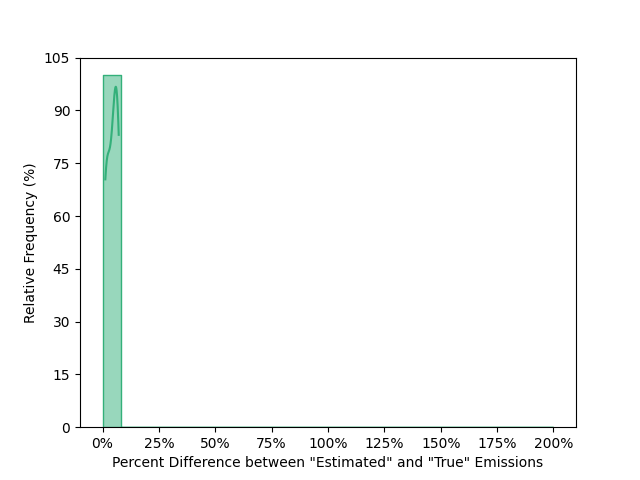 105
90
75
60
45
30
15
0
Relative Frequency (%)
0% 25% 50% 75% 100% 125% 150% 175% 200%
Percent Difference between "Estimated" and "True" Emissions